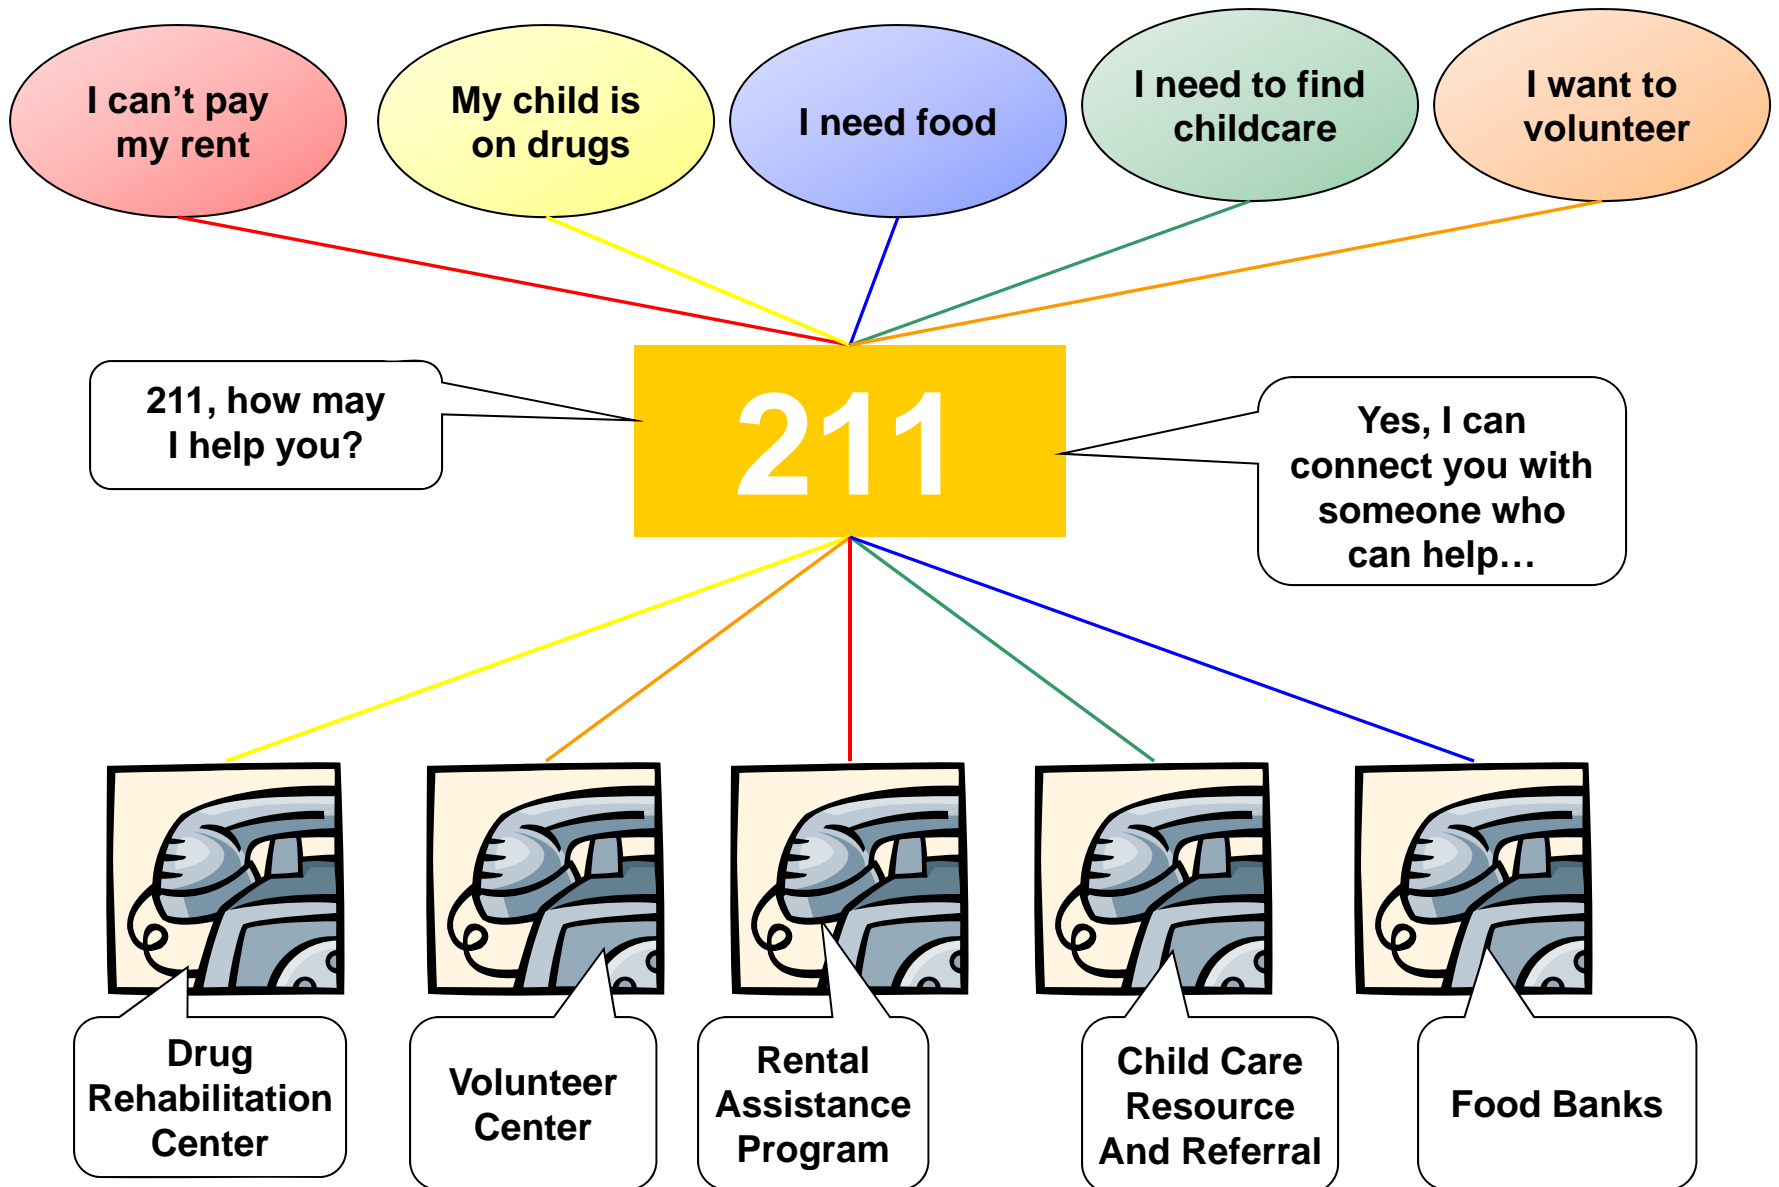 I can’t pay
my rent
My child is
on drugs
I need food
I need to find
childcare
I want to
volunteer
211, how may
I help you?
211
Yes, I can
connect you with
someone who
can help…
Drug
Rehabilitation
Center
Volunteer
Center
Rental
Assistance
Program
Child Care
Resource
And Referral
Food Banks